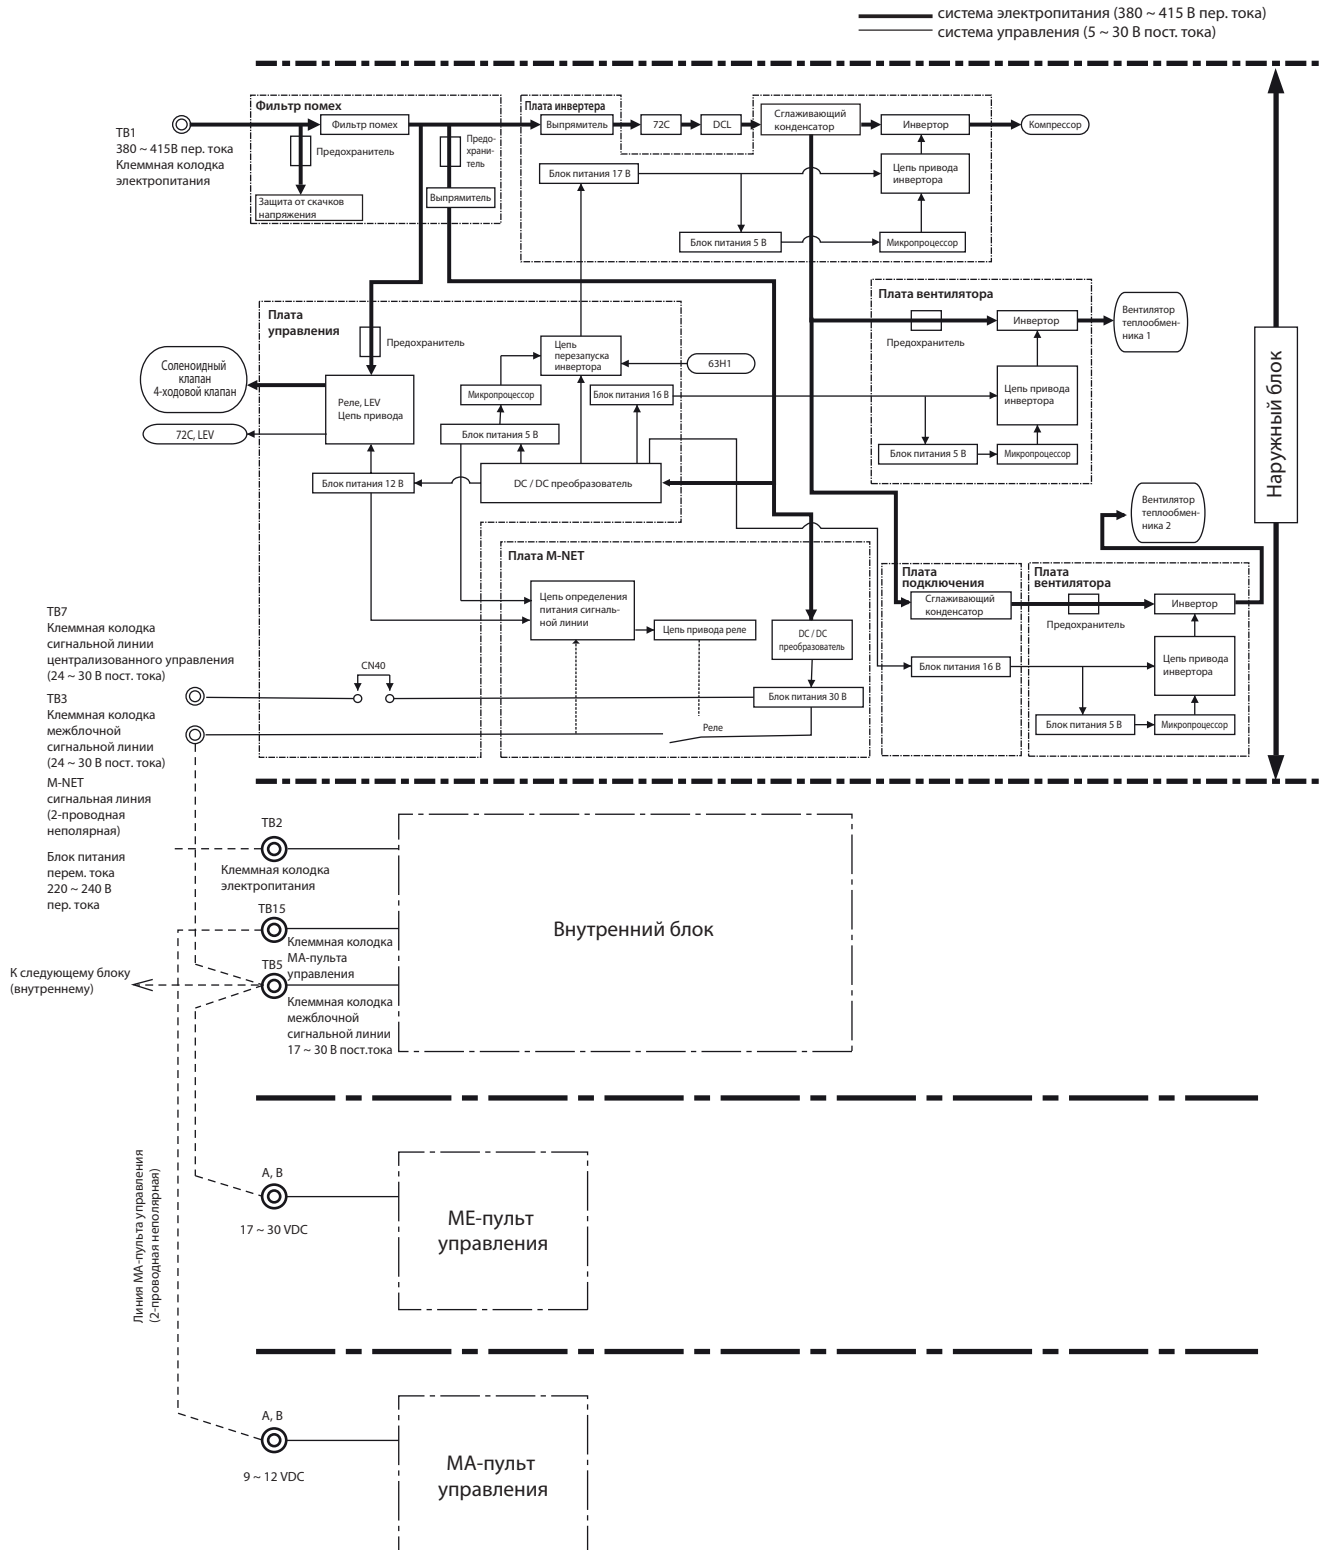 система электропитания (380 ~ 415 В пер. тока)
система управления (5 ~ 30 В пост. тока)
Фильтр помех
TB1
380 ~ 415В пер. тока
Клеммная колодка
электропитания
Фильтр помех
Предохранитель
Защита от скачков
напряжения
Предо-
храни-
тель
Выпрямитель
Плата инвертера
Выпрямитель
72C
DCL
Сглаживающий
конденсатор
Инвертор
Компрессор
Блок питания 17 В
Цепь привода
инвертора
Блок питания 5 В
Микропроцессор
Плата вентилятора
Предохранитель
Инвертор
Вентилятор
теплообмен-
ника 1
Цепь привода
инвертора
Блок питания 5 В
Микропроцессор
Наружный блок
Плата
управления
Предохранитель
Соленоидный
клапан
4-ходовой клапан
72C, LEV
Реле, LEV
Цепь привода
Цепь
перезапуска
инвертора
63H1
Микропроцессор
Блок питания 16 В
Блок питания 5 В
Блок питания 12 В
DC / DC преобразователь
Вентилятор
теплообмен-
ника 2
Плата M-NET
Цепь определения
питания сигналь-
ной линии
Цепь привода реле
DC / DC
преобразователь
Блок питания 30 В
Реле
CN40
Плата
подключения
Сглаживающий
конденсатор
Блок питания 16 В
Плата
вентилятора
Предохранитель
Инвертор
Цепь привода
инвертора
Блок питания 5 В
Микропроцессор
TB7
Клеммная колодка
сигнальной линии
централизованного управления
(24 ~ 30 В пост. тока)
TB3
Клеммная колодка
межблочной
сигнальной линии
(24 ~ 30 В пост. тока)
M-NET
сигнальная линия
(2-проводная
неполярная)
Блок питания
перем. тока
220 ~ 240 В
пер. тока
TB2
Клеммная колодка
электропитания
TB15
Клеммная колодка
МА-пульта
управления
TB5
Клеммная колодка
межблочной
сигнальной линии
17 ~ 30 В пост.тока
Внутренний блок
К следующему блоку
(внутреннему)
Линия МА-пульта управления
(2-проводная неполярная)
A, B
17 ~ 30 VDC
МЕ-пульт
управления
A, B
9 ~ 12 VDC
МА-пульт
управления